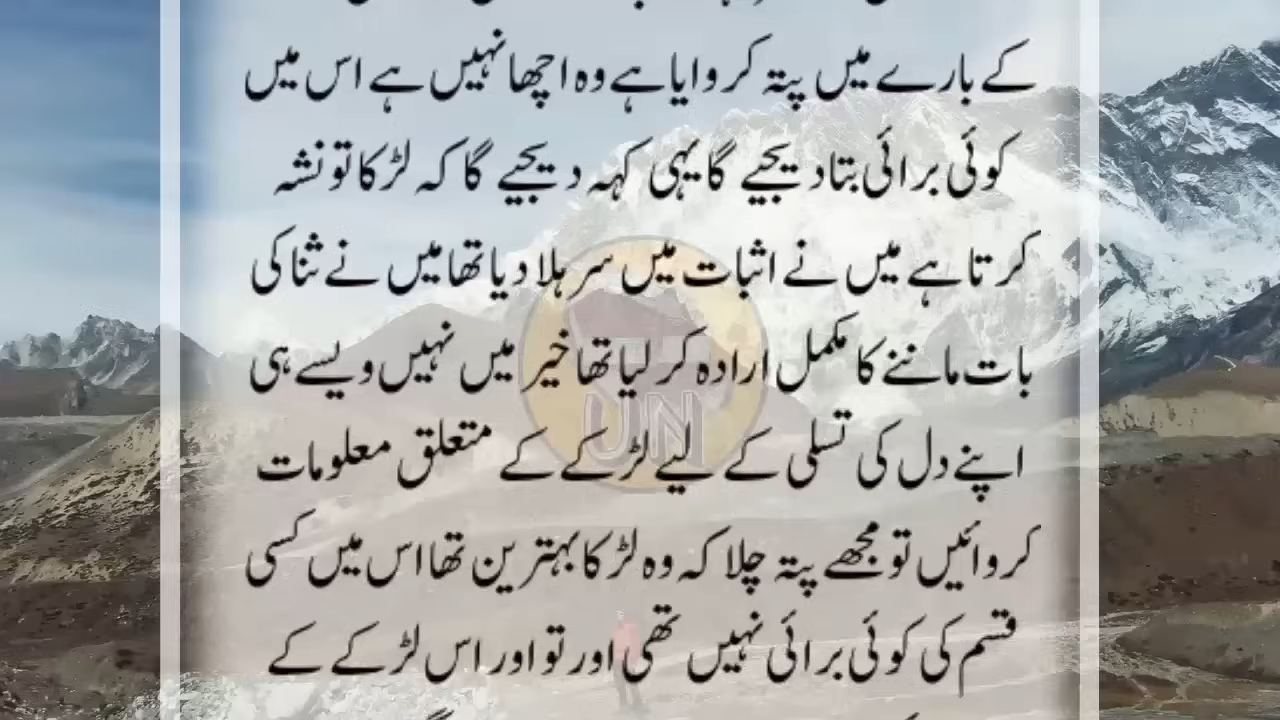 کے بارے میں پتہ کروایا ہے وہ اچھا نہیں ہے اس میں
کوئی برائی بتا دیجیے گا یہی کہہ دیجیے گا کہ لڑکا تو نشہ
کرتا ہے میں نے اثبات میں سر ہلا دیا تھا میں نے ثنا کی
بات ماننے کا مکمل ارادہ کر لیا تھا خیر میں نہیں ویسے ہی
اپنے دل کی تسلی کے لیے لڑکے کے متعلق معلومات
کروائیں تو مجھے پتہ چلا کہ وہ لڑکا بہترین تھا اس میں کسی
قسم کی کوئی برائی نہیں تھی اور تو اور اس لڑکے کے
UN